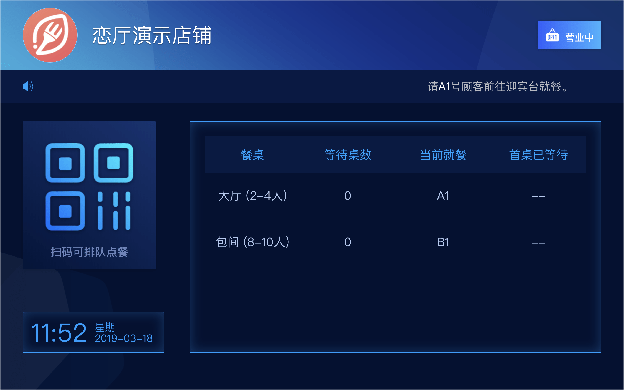 恋厅演示店铺
营业中
请A1号顾客前往迎宾台就餐。
餐桌 等待桌数 当前就餐 首桌已等待
大厅 (2-4人) 0 A1 --
包间 (8-10人) 0 B1 --
扫码可排队点餐
11:52 星期
2019-03-18